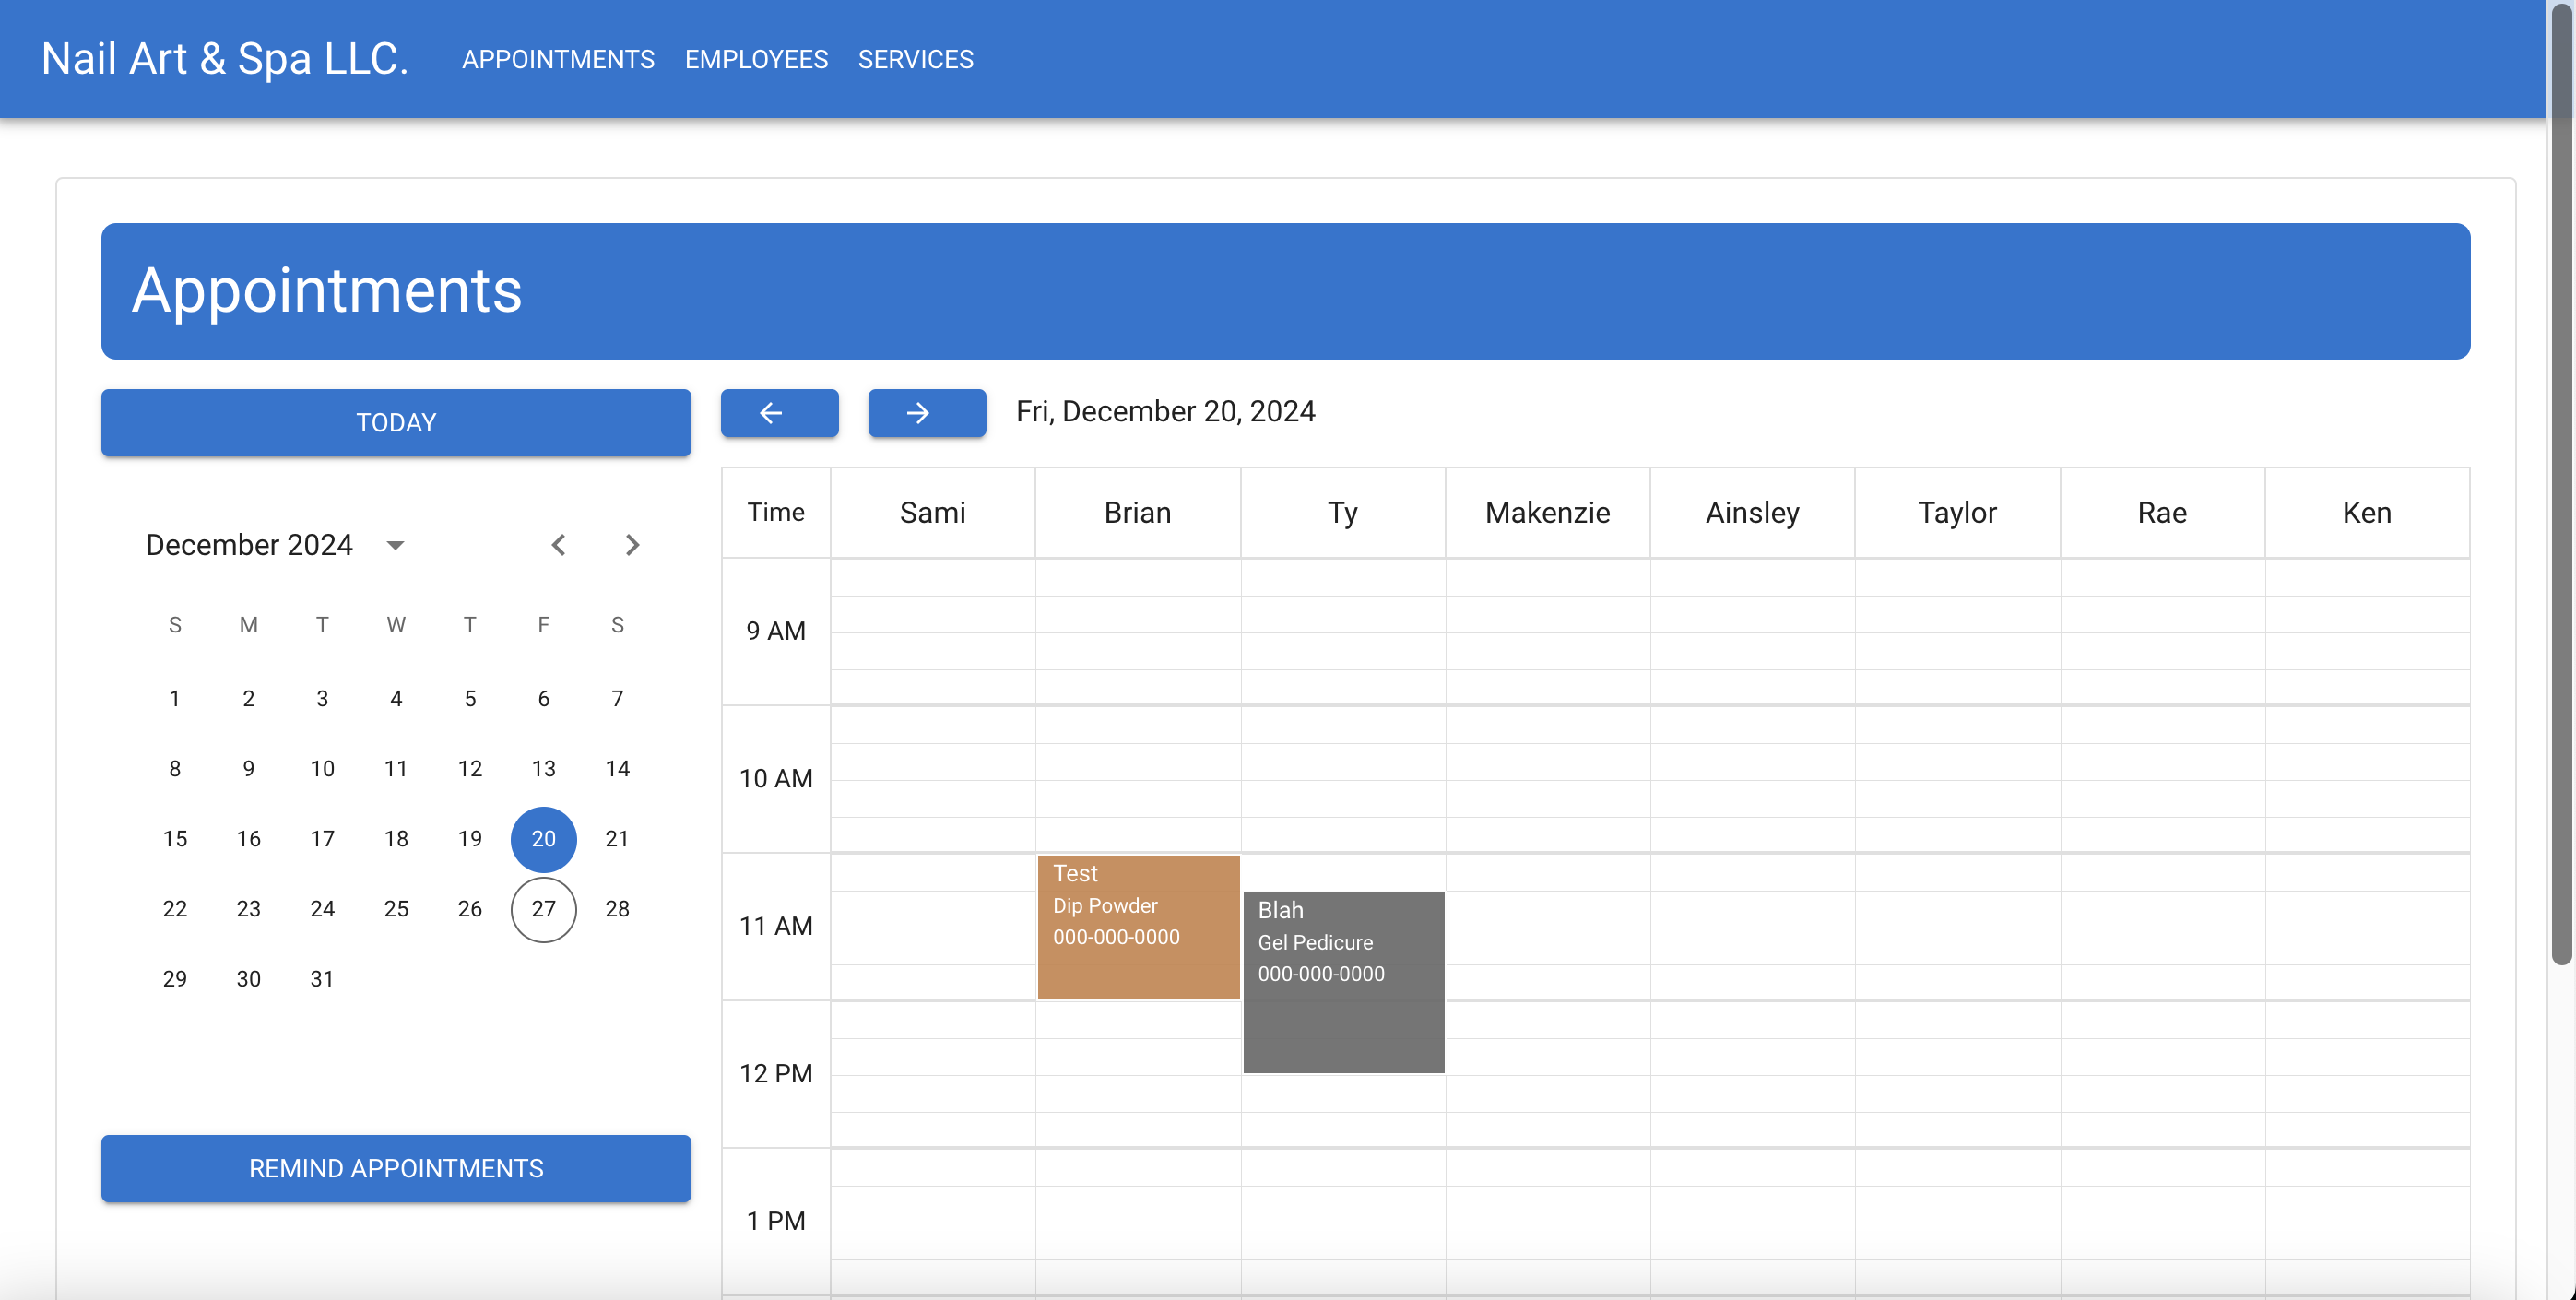 Nail Art & Spa LLC. APPOINTMENTS EMPLOYEES SERVICES
Appointments
TODAY
Fri, December 20, 2024
December 2024
S M T W T F S
1 2 3 4 5 6 7
8 9 10 11 12 13 14
15 16 17 18 19 20 21
22 23 24 25 26 27 28
29 30 31
REMIND APPOINTMENTS
Time Sami Brian Ty Makenzie Ainsley Taylor Rae Ken
9 AM
10 AM
11 AM
Test
Dip Powder
000-000-0000
Blah
Gel Pedicure
000-000-0000
12 PM
1 PM